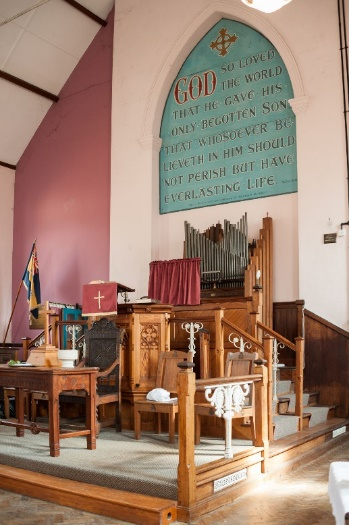 GOD SO LOVED
THE WORLD
THAT HE GAVE HIS
ONLY BEGOTTEN SON
THAT WHOSOEVER BE
LIEVETH IN HIM SHOULD
NOT PERISH BUT HAVE
EVERLASTING LIFE